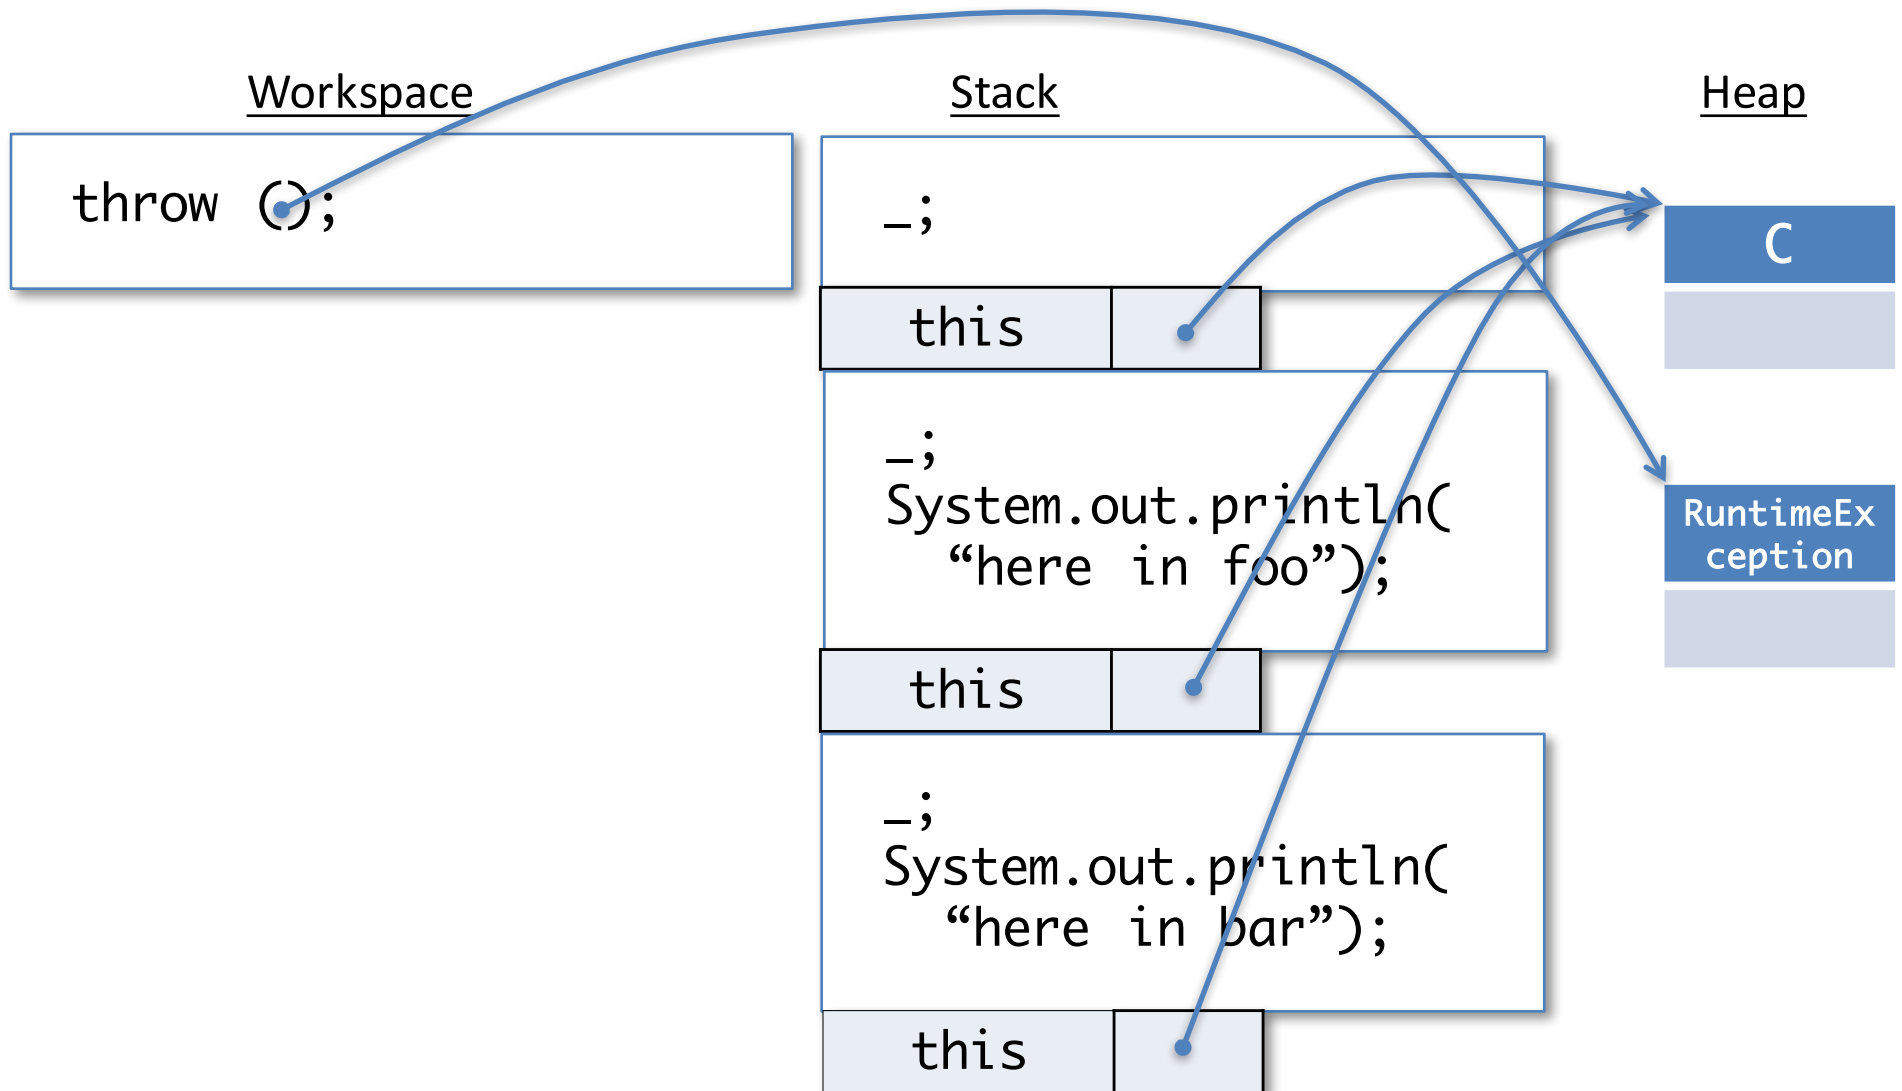 Workspace
Stack
Heap
throw ();
_;
this
_;
System.out.println(
“here in foo”);
this
_;
System.out.println(
“here in bar”);
this
C
RuntimeEx
ception